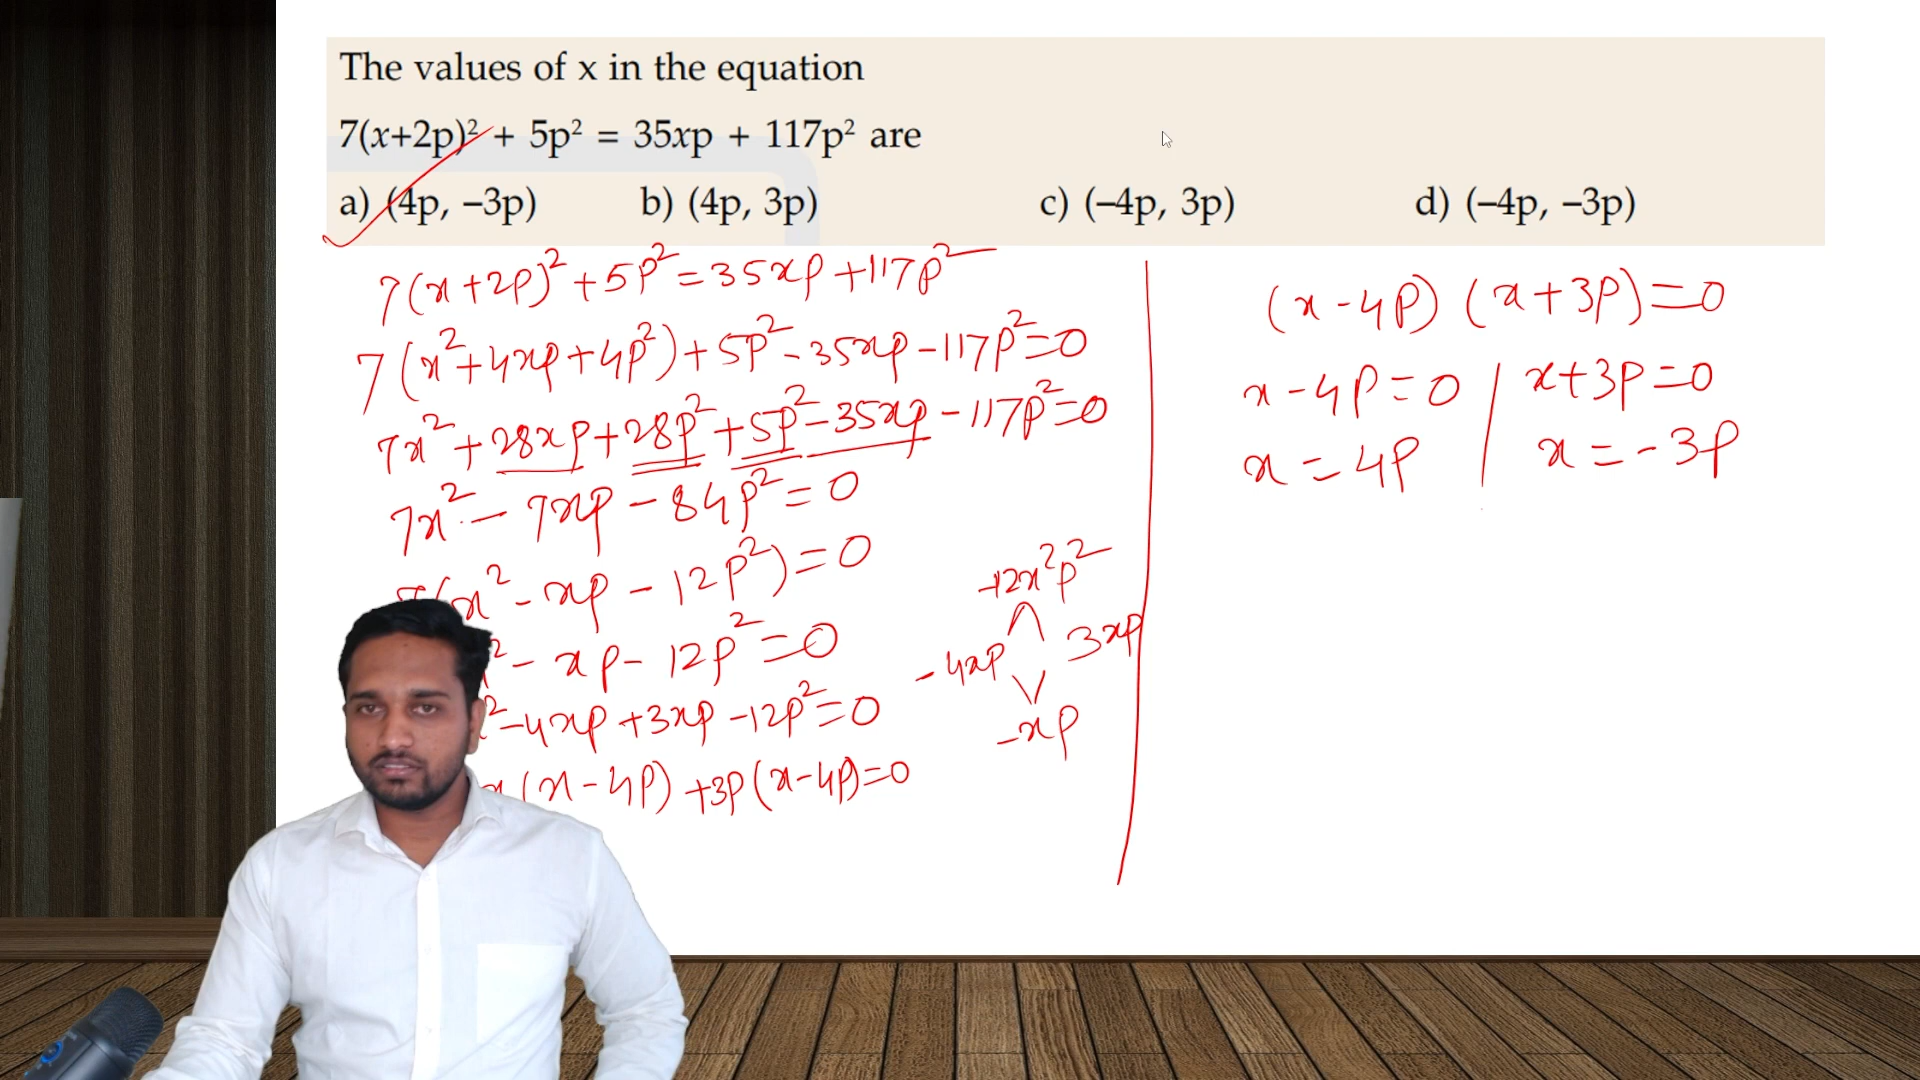 The values of x in the equation
7(x+2p)² + 5p² = 35xp + 117p² are
a) (4p, –3p) b) (4p, 3p) c) (–4p, 3p) d) (–4p, –3p)
7(x+2p)²+5p²=35xp+117p²
7(x²+4xp+4p²)+5p²-35xp-117p²=0
7x²+28xp+28p²+5p²-35xp-117p²=0
7x²-7xp-84p²=0
7(x²-xp-12p²)=0
²-xp-12p²=0
²-4xp+3xp-12p²=0
x(x-4p)+3p(x-4p)=0
-12x²p²
-4xp 3xp
-xp
(x-4p)(x+3p)=0
x-4p=0 / x+3p=0
x=4p x=-3p